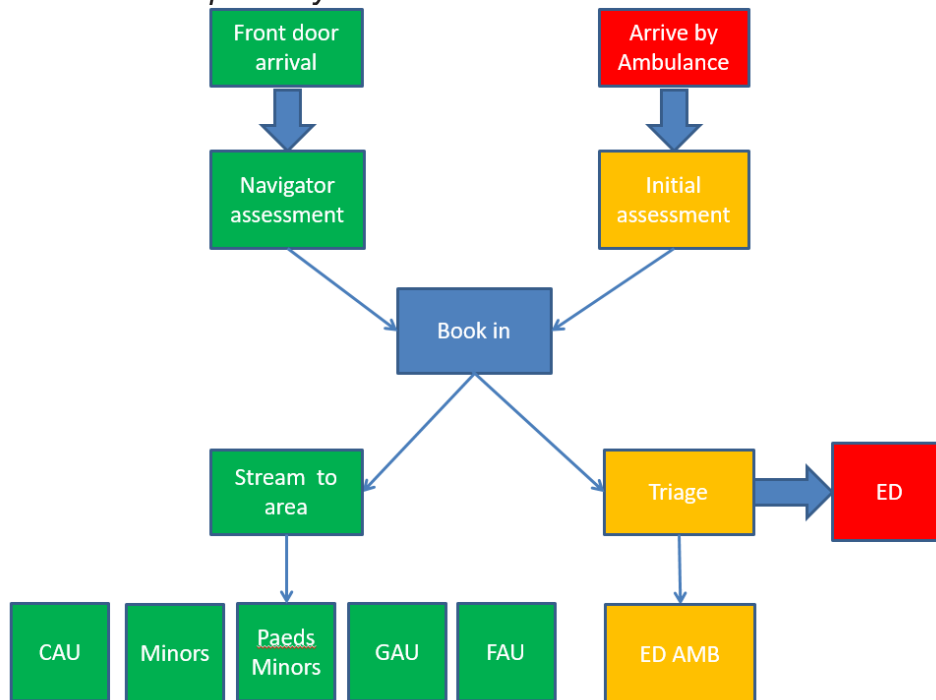 Front door
arrival
Arrive by
Ambulance
Navigator
assessment
Initial
assessment
Book in
Stream to
area
Triage
ED
CAU
Minors
Paeds
Minors
GAU
FAU
ED AMB